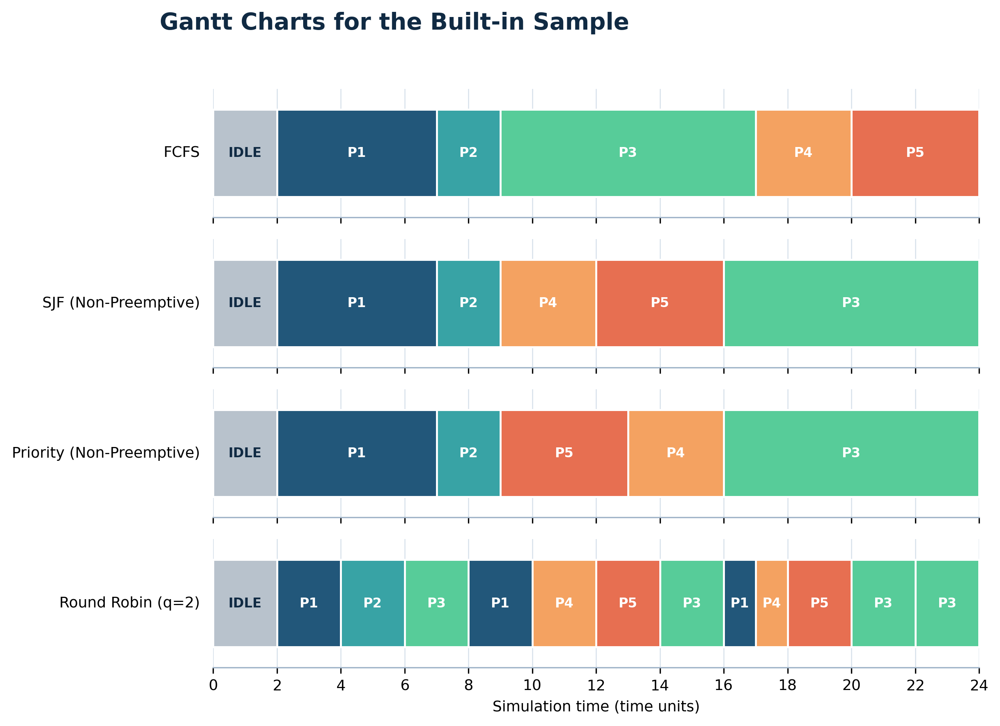 Gantt Charts for the Built-in Sample
FCFS IDLE P1 P2 P3 P4 P5
SJF (Non-Preemptive) IDLE P1 P2 P4 P5 P3
Priority (Non-Preemptive) IDLE P1 P2 P5 P4 P3
Round Robin (q=2) IDLE P1 P2 P3 P1 P4 P5 P3 P1 P4 P5 P3 P3
0 2 4 6 8 10 12 14 16 18 20 22 24
Simulation time (time units)